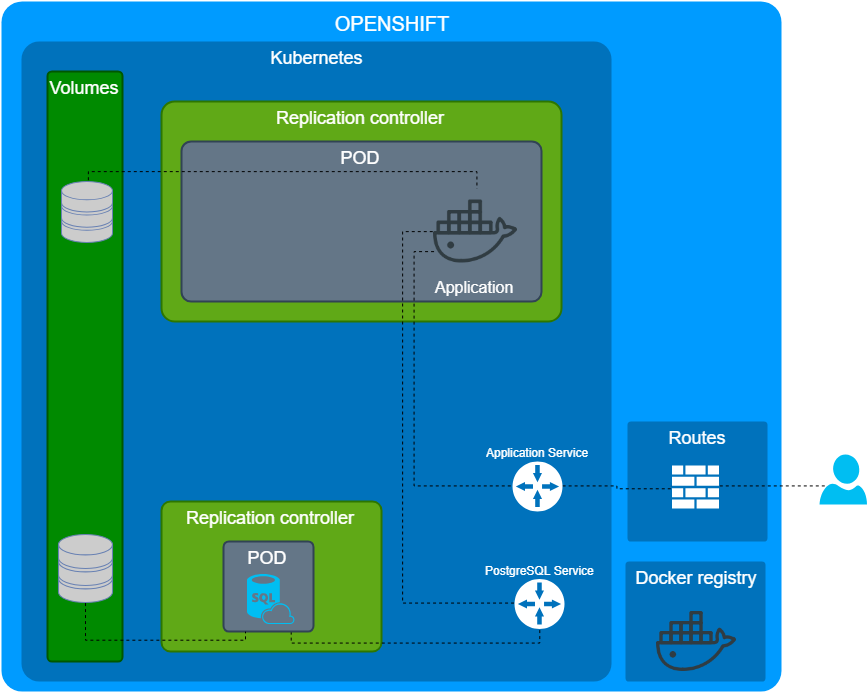 OPENSHIFT
Kubernetes
Volumes
Replication controller
POD
Application
Application Service
Routes
Replication controller
POD
SQL
PostgreSQL Service
Docker registry